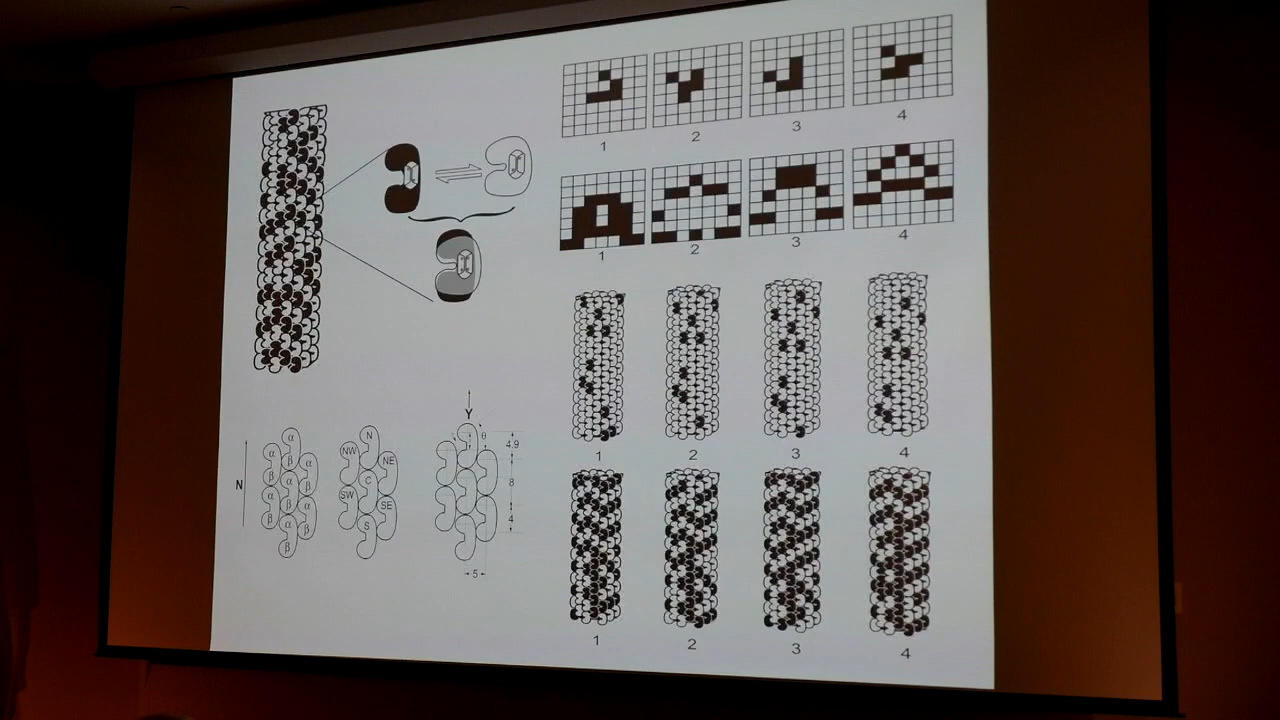 1 2 3 4
1 2 3 4
1 2 3 4
1 2 3 4
N
α
α β α
β α β
α β α
β α β
β
N
NW NE
C
SW SE
S
Y
θ
4.9
8
4
5